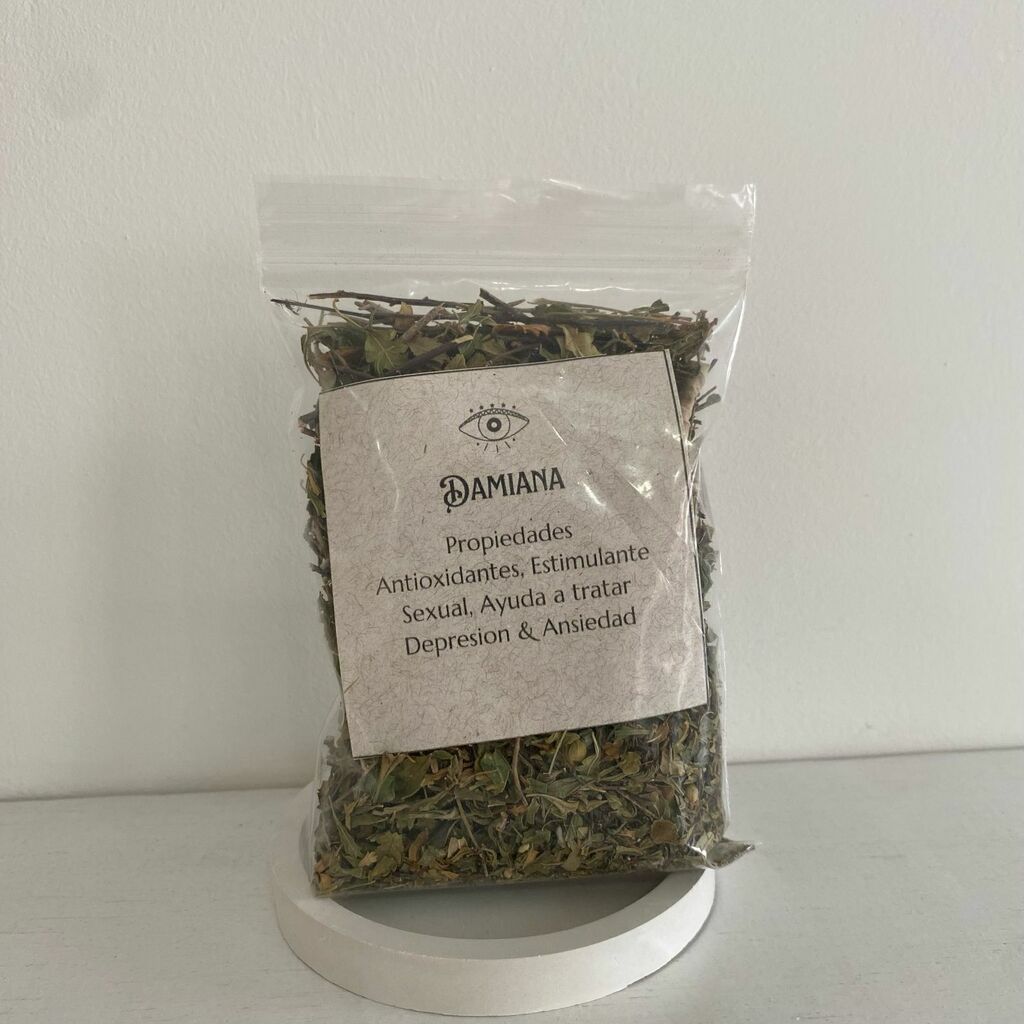 DAMIANA
Propiedades
Antioxidantes, Estimulante
Sexual, Ayuda a tratar
Depresion & Ansiedad